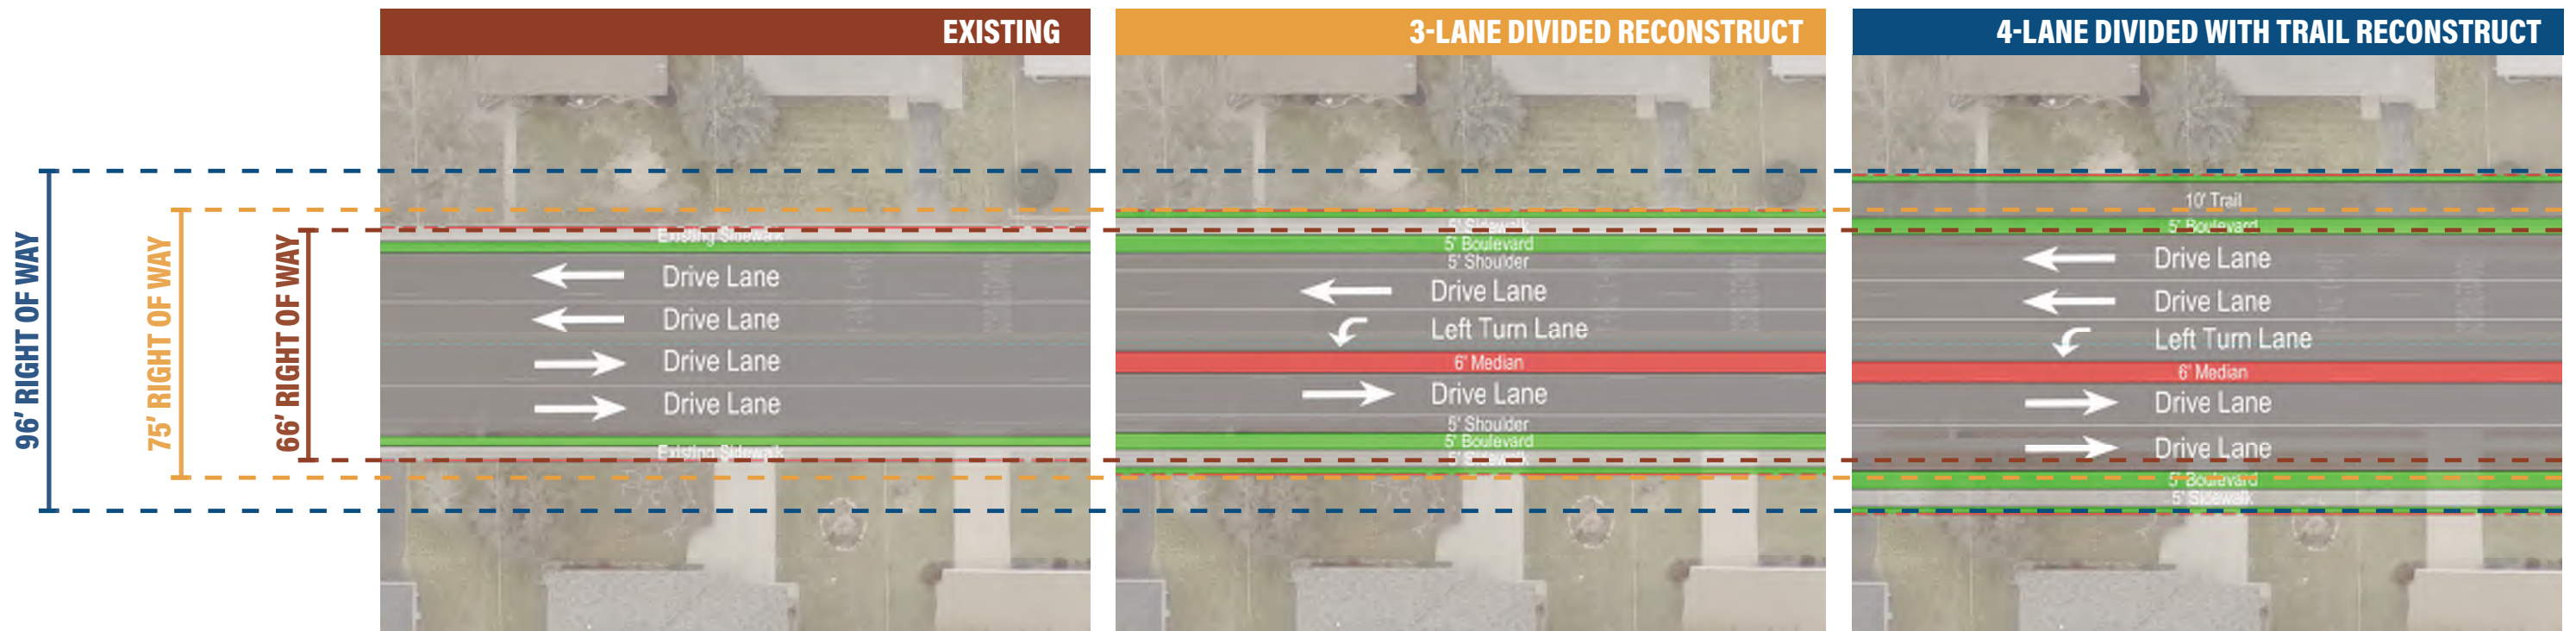 EXISTING
3-LANE DIVIDED RECONSTRUCT
4-LANE DIVIDED WITH TRAIL RECONSTRUCT
96' RIGHT OF WAY
75' RIGHT OF WAY
66' RIGHT OF WAY
Existing Sidewalk
Drive Lane
Drive Lane
Drive Lane
Drive Lane
Existing Sidewalk
5' Sidewalk
5' Boulevard
5' Shoulder
Drive Lane
Left Turn Lane
6' Median
Drive Lane
5' Shoulder
5' Boulevard
5' Sidewalk
10' Trail
5' Boulevard
Drive Lane
Drive Lane
Left Turn Lane
6' Median
Drive Lane
Drive Lane
5' Boulevard
5' Sidewalk